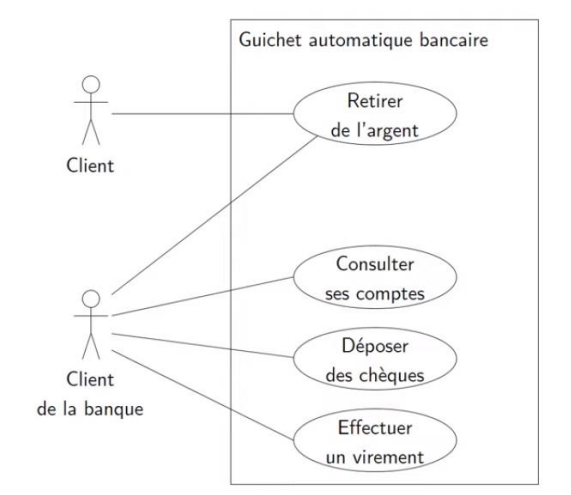 Guichet automatique bancaire
Retirer
de l'argent
Client
Consulter
ses comptes
Déposer
des chèques
Client
de la banque
Effectuer
un virement